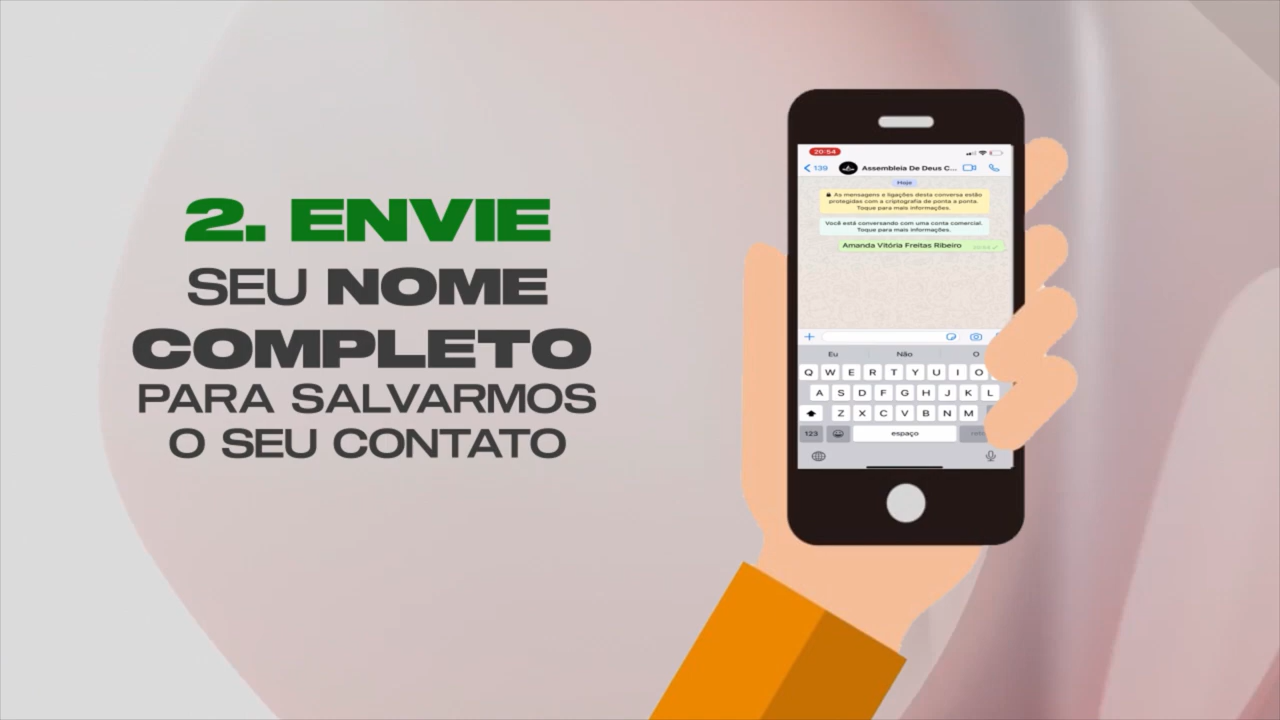 2. ENVIE
SEU NOME
COMPLETO
PARA SALVARMOS
O SEU CONTATO
20:54
139
Assembleia De Deus C...
Hoje
As mensagens e ligações desta conversa estão
protegidas com a criptografia de ponta a ponta.
Toque para mais informações.
Você está conversando com uma conta comercial.
Toque para mais informações.
Amanda Vitória Freitas Ribeiro
Eu Não O
Q W E R T Y U I O
A S D F G H J K L
Z X C V B N M
123 espaço